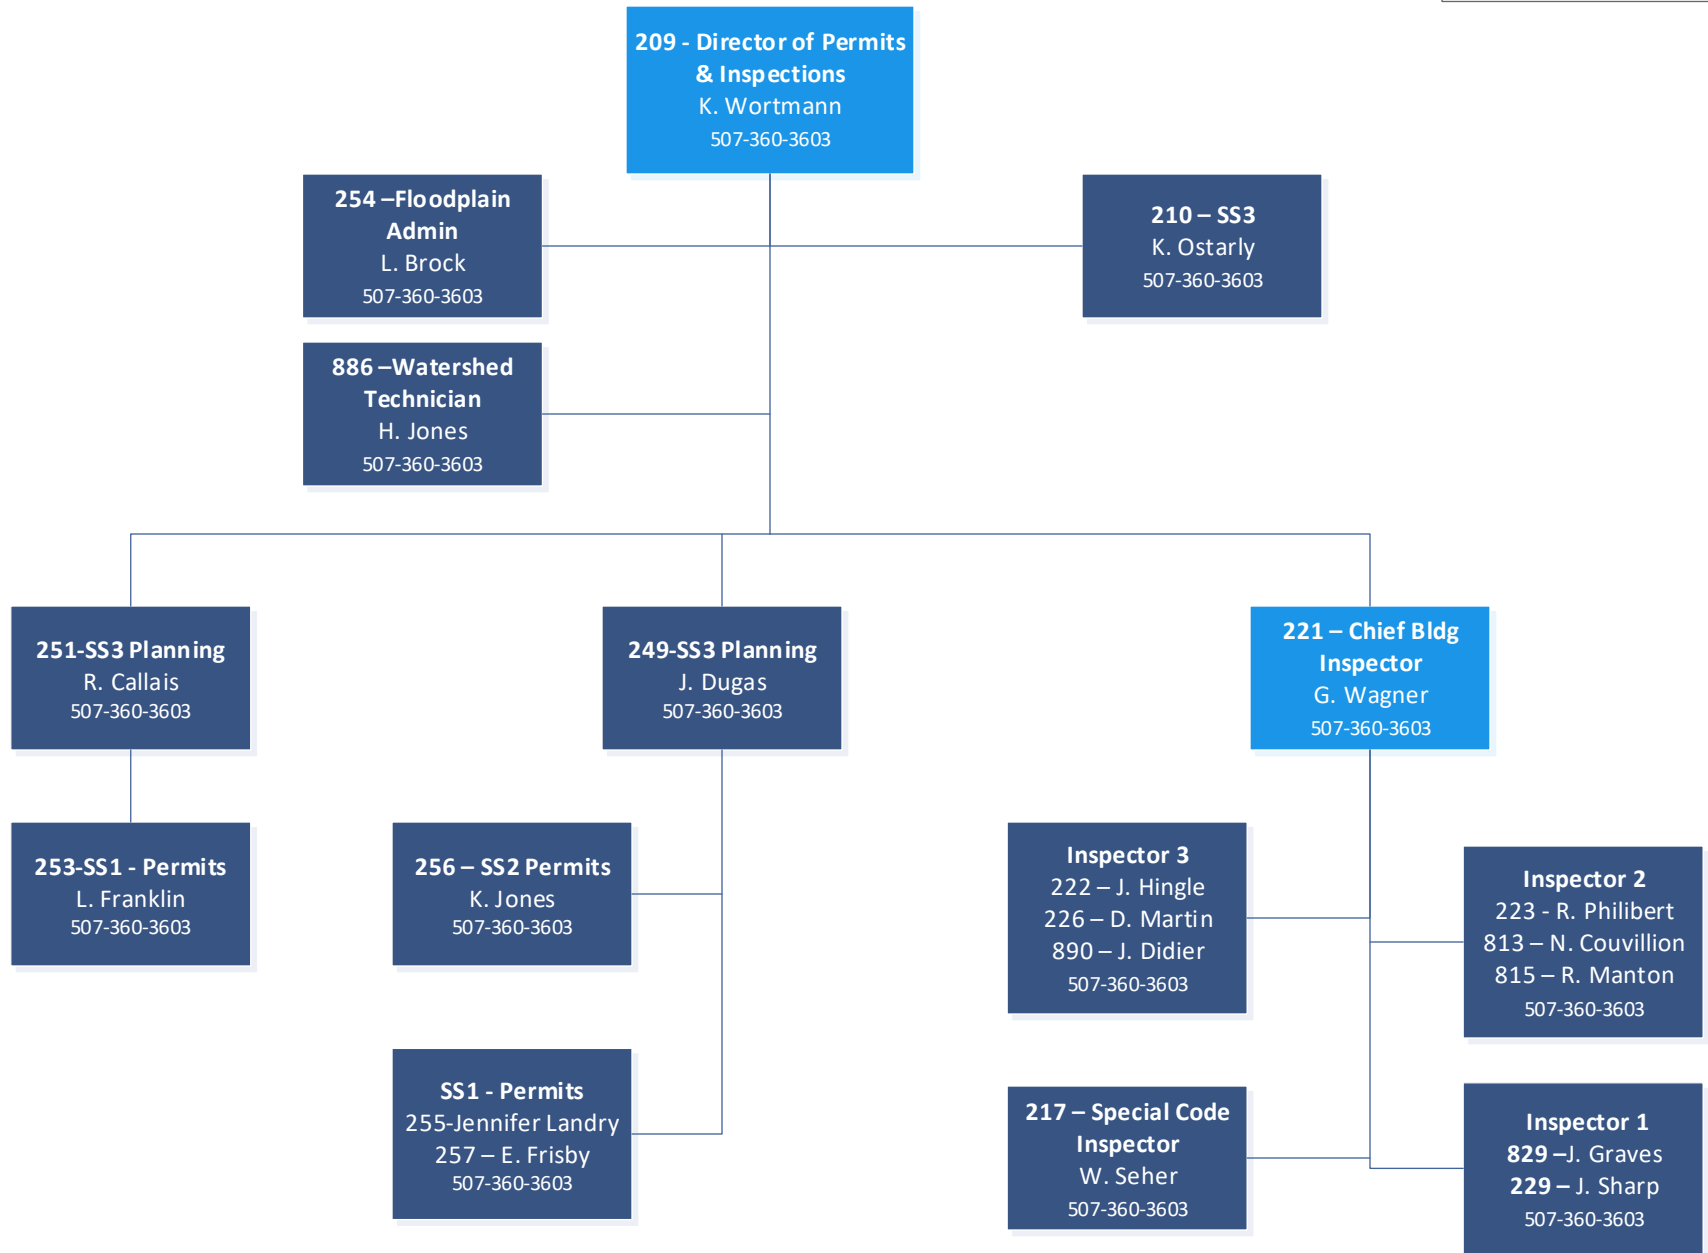 209 - Director of Permits
& Inspections
K. Wortmann
507-360-3603
254 –Floodplain
Admin
L. Brock
507-360-3603
210 – SS3
K. Ostarly
507-360-3603
886 –Watershed
Technician
H. Jones
507-360-3603
251-SS3 Planning
R. Callais
507-360-3603
249-SS3 Planning
J. Dugas
507-360-3603
221 – Chief Bldg
Inspector
G. Wagner
507-360-3603
253-SS1 - Permits
L. Franklin
507-360-3603
256 – SS2 Permits
K. Jones
507-360-3603
Inspector 3
222 – J. Hingle
226 – D. Martin
890 – J. Didier
507-360-3603
Inspector 2
223 - R. Philibert
813 – N. Couvillion
815 – R. Manton
507-360-3603
SS1 - Permits
255-Jennifer Landry
257 – E. Frisby
507-360-3603
217 – Special Code
Inspector
W. Seher
507-360-3603
Inspector 1
829 –J. Graves
229 – J. Sharp
507-360-3603